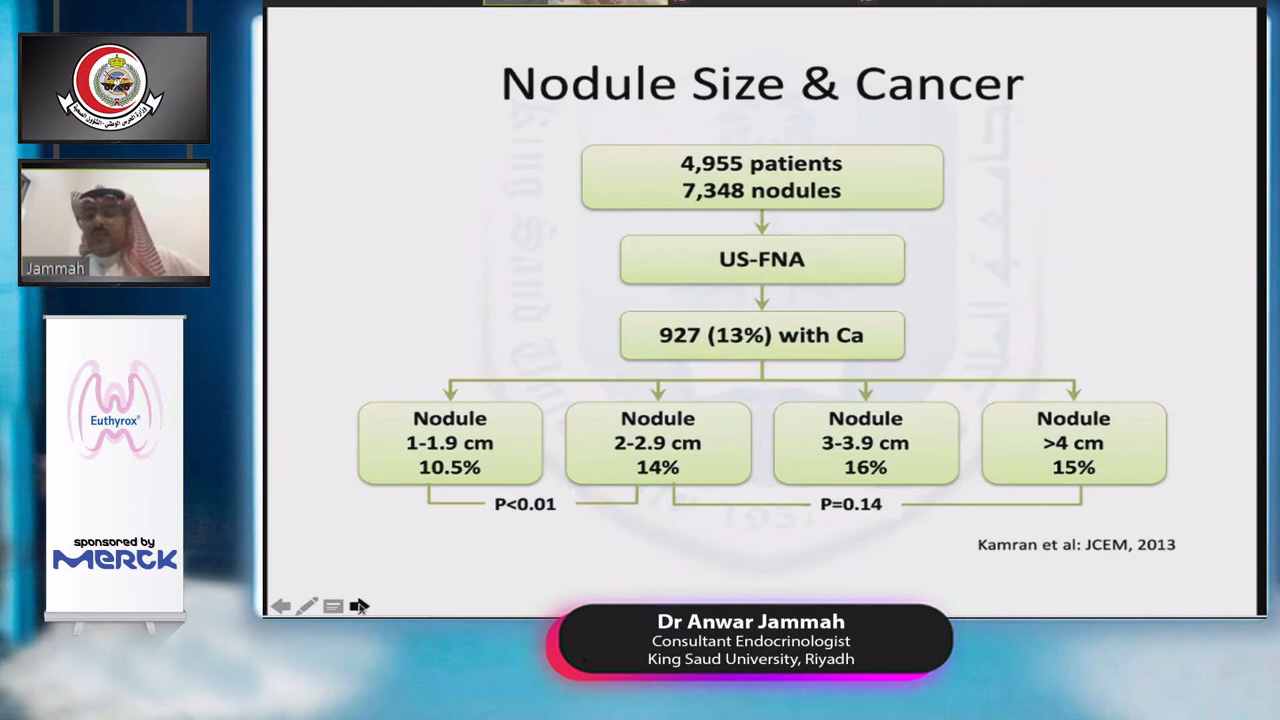 Nodule Size & Cancer
4,955 patients
7,348 nodules
US-FNA
927 (13%) with Ca
Nodule
1-1.9 cm
10.5%
Nodule
2-2.9 cm
14%
Nodule
3-3.9 cm
16%
Nodule
>4 cm
15%
P<0.01
P=0.14
Kamran et al: JCEM, 2013
Jammah
Euthyrox®
sponsored by
MERCK
Dr Anwar Jammah
Consultant Endocrinologist
King Saud University, Riyadh